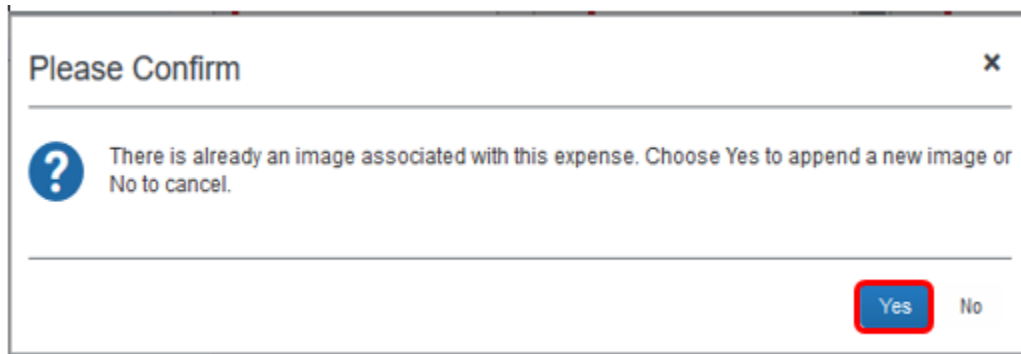 Please Confirm
There is already an image associated with this expense. Choose Yes to append a new image or
No to cancel.
Yes No